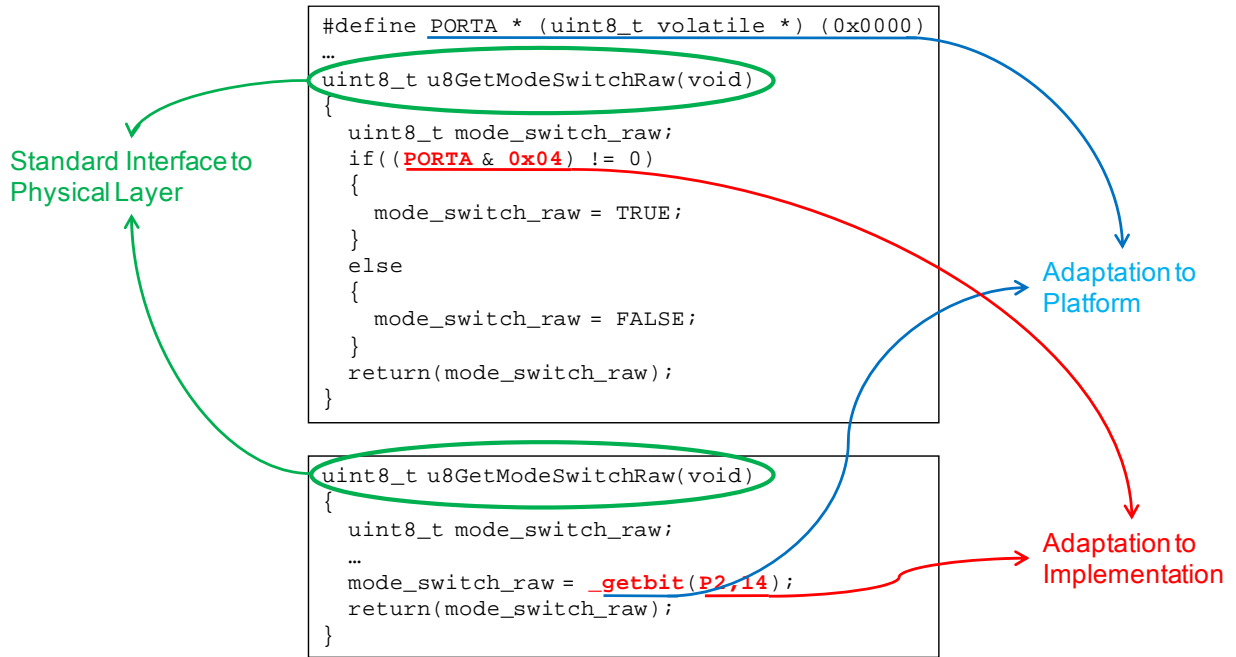 #define PORTA * (uint8_t volatile *) (0x0000)
…
uint8_t u8GetModeSwitchRaw(void)
{
uint8_t mode_switch_raw;
if((PORTA & 0x04) != 0)
{
mode_switch_raw = TRUE;
}
else
{
mode_switch_raw = FALSE;
}
return(mode_switch_raw);
}
Standard Interface to
Physical Layer
Adaptation to
Platform
uint8_t u8GetModeSwitchRaw(void)
{
uint8_t mode_switch_raw;
…
mode_switch_raw = _getbit(P2,14);
return(mode_switch_raw);
}
Adaptation to
Implementation